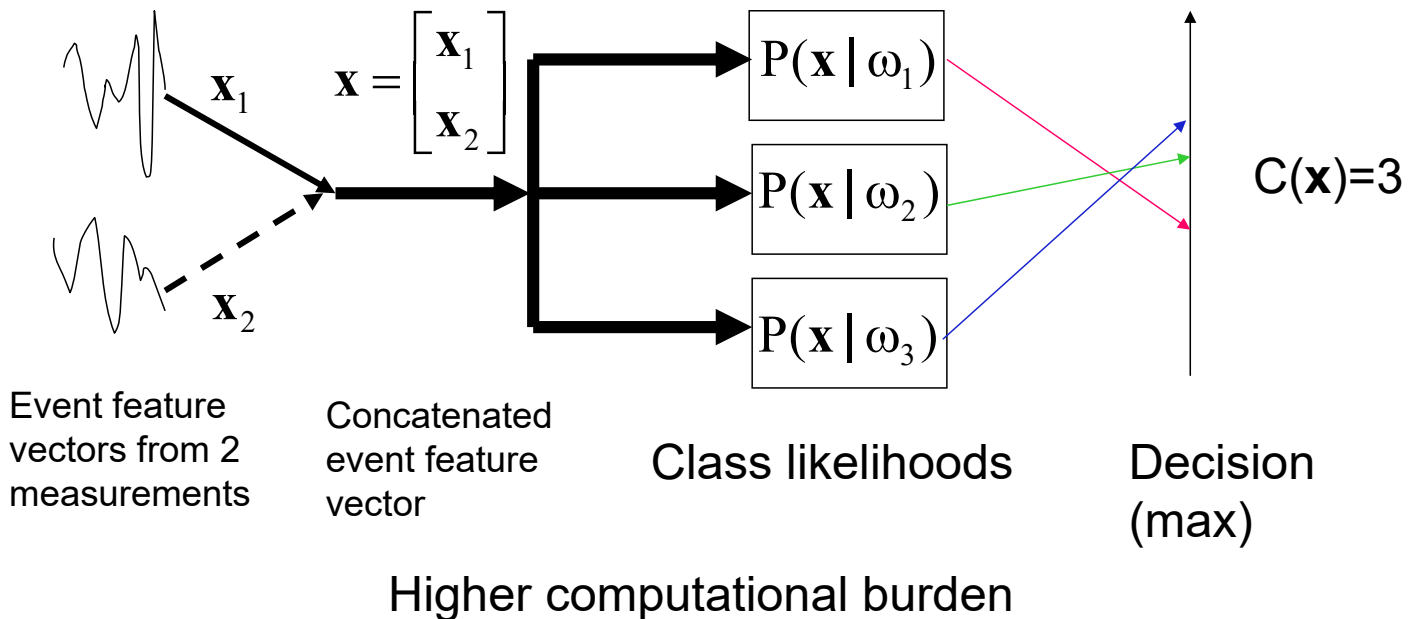 x₁
x = [x₁
x₂]
x₂
P(x | ω₁)
P(x | ω₂)
P(x | ω₃)
C(x)=3
Event feature
vectors from 2
measurements
Concatenated
event feature
vector
Class likelihoods
Decision
(max)
Higher computational burden